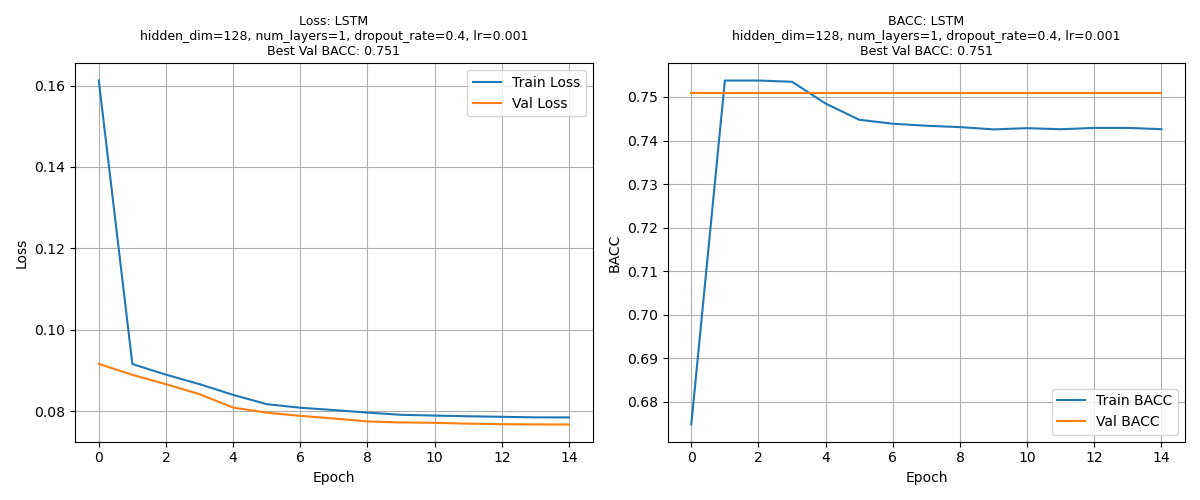 Loss: LSTM
hidden_dim=128, num_layers=1, dropout_rate=0.4, lr=0.001
Best Val BACC: 0.751
Train Loss
Val Loss
0.16
0.14
0.12
0.10
0.08
Loss
0 2 4 6 8 10 12 14
Epoch
BACC: LSTM
hidden_dim=128, num_layers=1, dropout_rate=0.4, lr=0.001
Best Val BACC: 0.751
0.75
0.74
0.73
0.72
0.71
0.70
0.69
0.68
BACC
Train BACC
Val BACC
0 2 4 6 8 10 12 14
Epoch